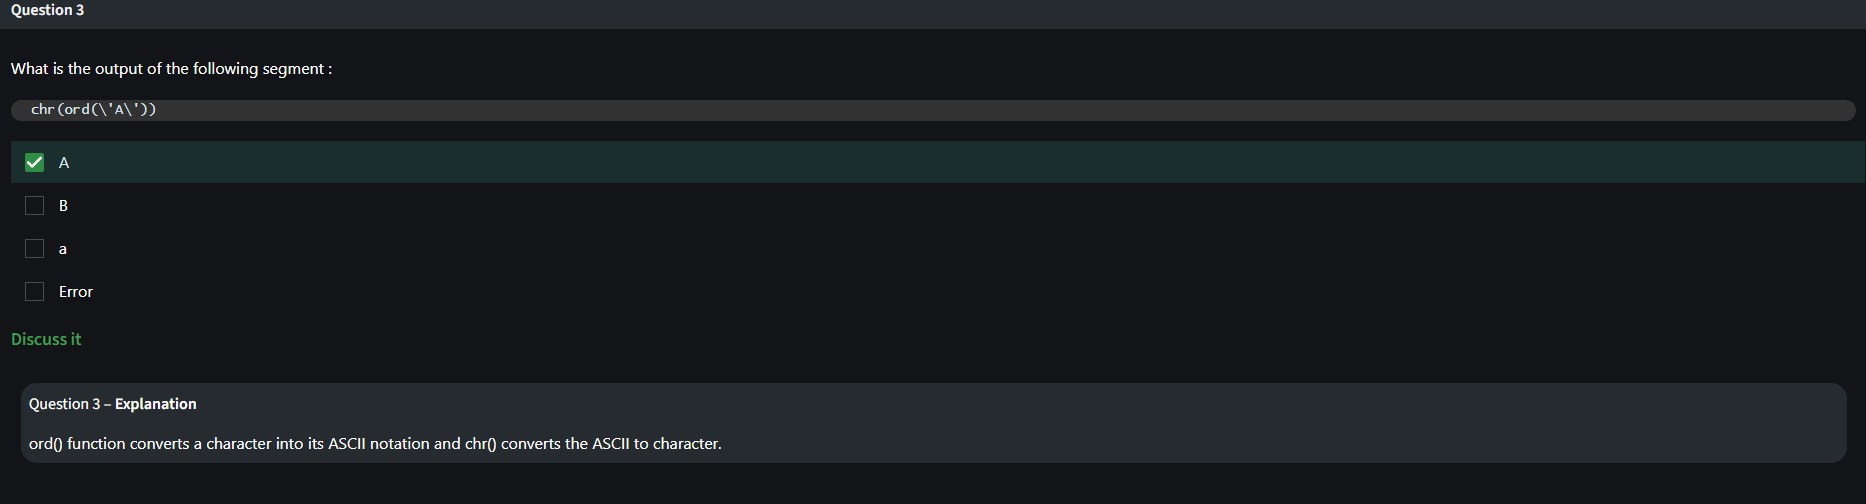 Question 3
What is the output of the following segment :
chr(ord(\'A\'))
A
B
a
Error
Discuss it
Question 3 – Explanation
ord() function converts a character into its ASCII notation and chr() converts the ASCII to character.